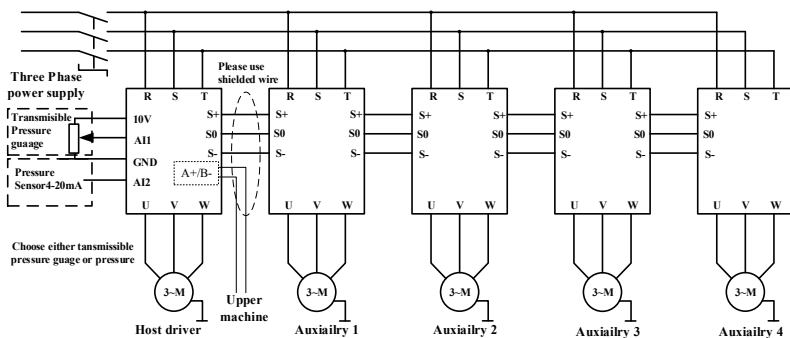 Three Phase
power supply
Please use
shielded wire
R S T
R S T
R S T
R S T
R S T
Transmisible
Pressure
guaage
Pressure
Sensor4-20mA
10V
AI1
GND
AI2
S+
S0
S-
A+/B-
S+
S0
S-
S+
S0
S-
S+
S0
S-
S+
S0
S-
S+
S0
S-
S+
S0
S-
S+
S0
S-
U V W
U V W
U V W
U V W
U V W
Choose either tansmissible
pressure guage or pressure
3~M
3~M
3~M
3~M
3~M
Upper
machine
Host driver
Auxiailry 1
Auxiailry 2
Auxiailry 3
Auxiailry 4